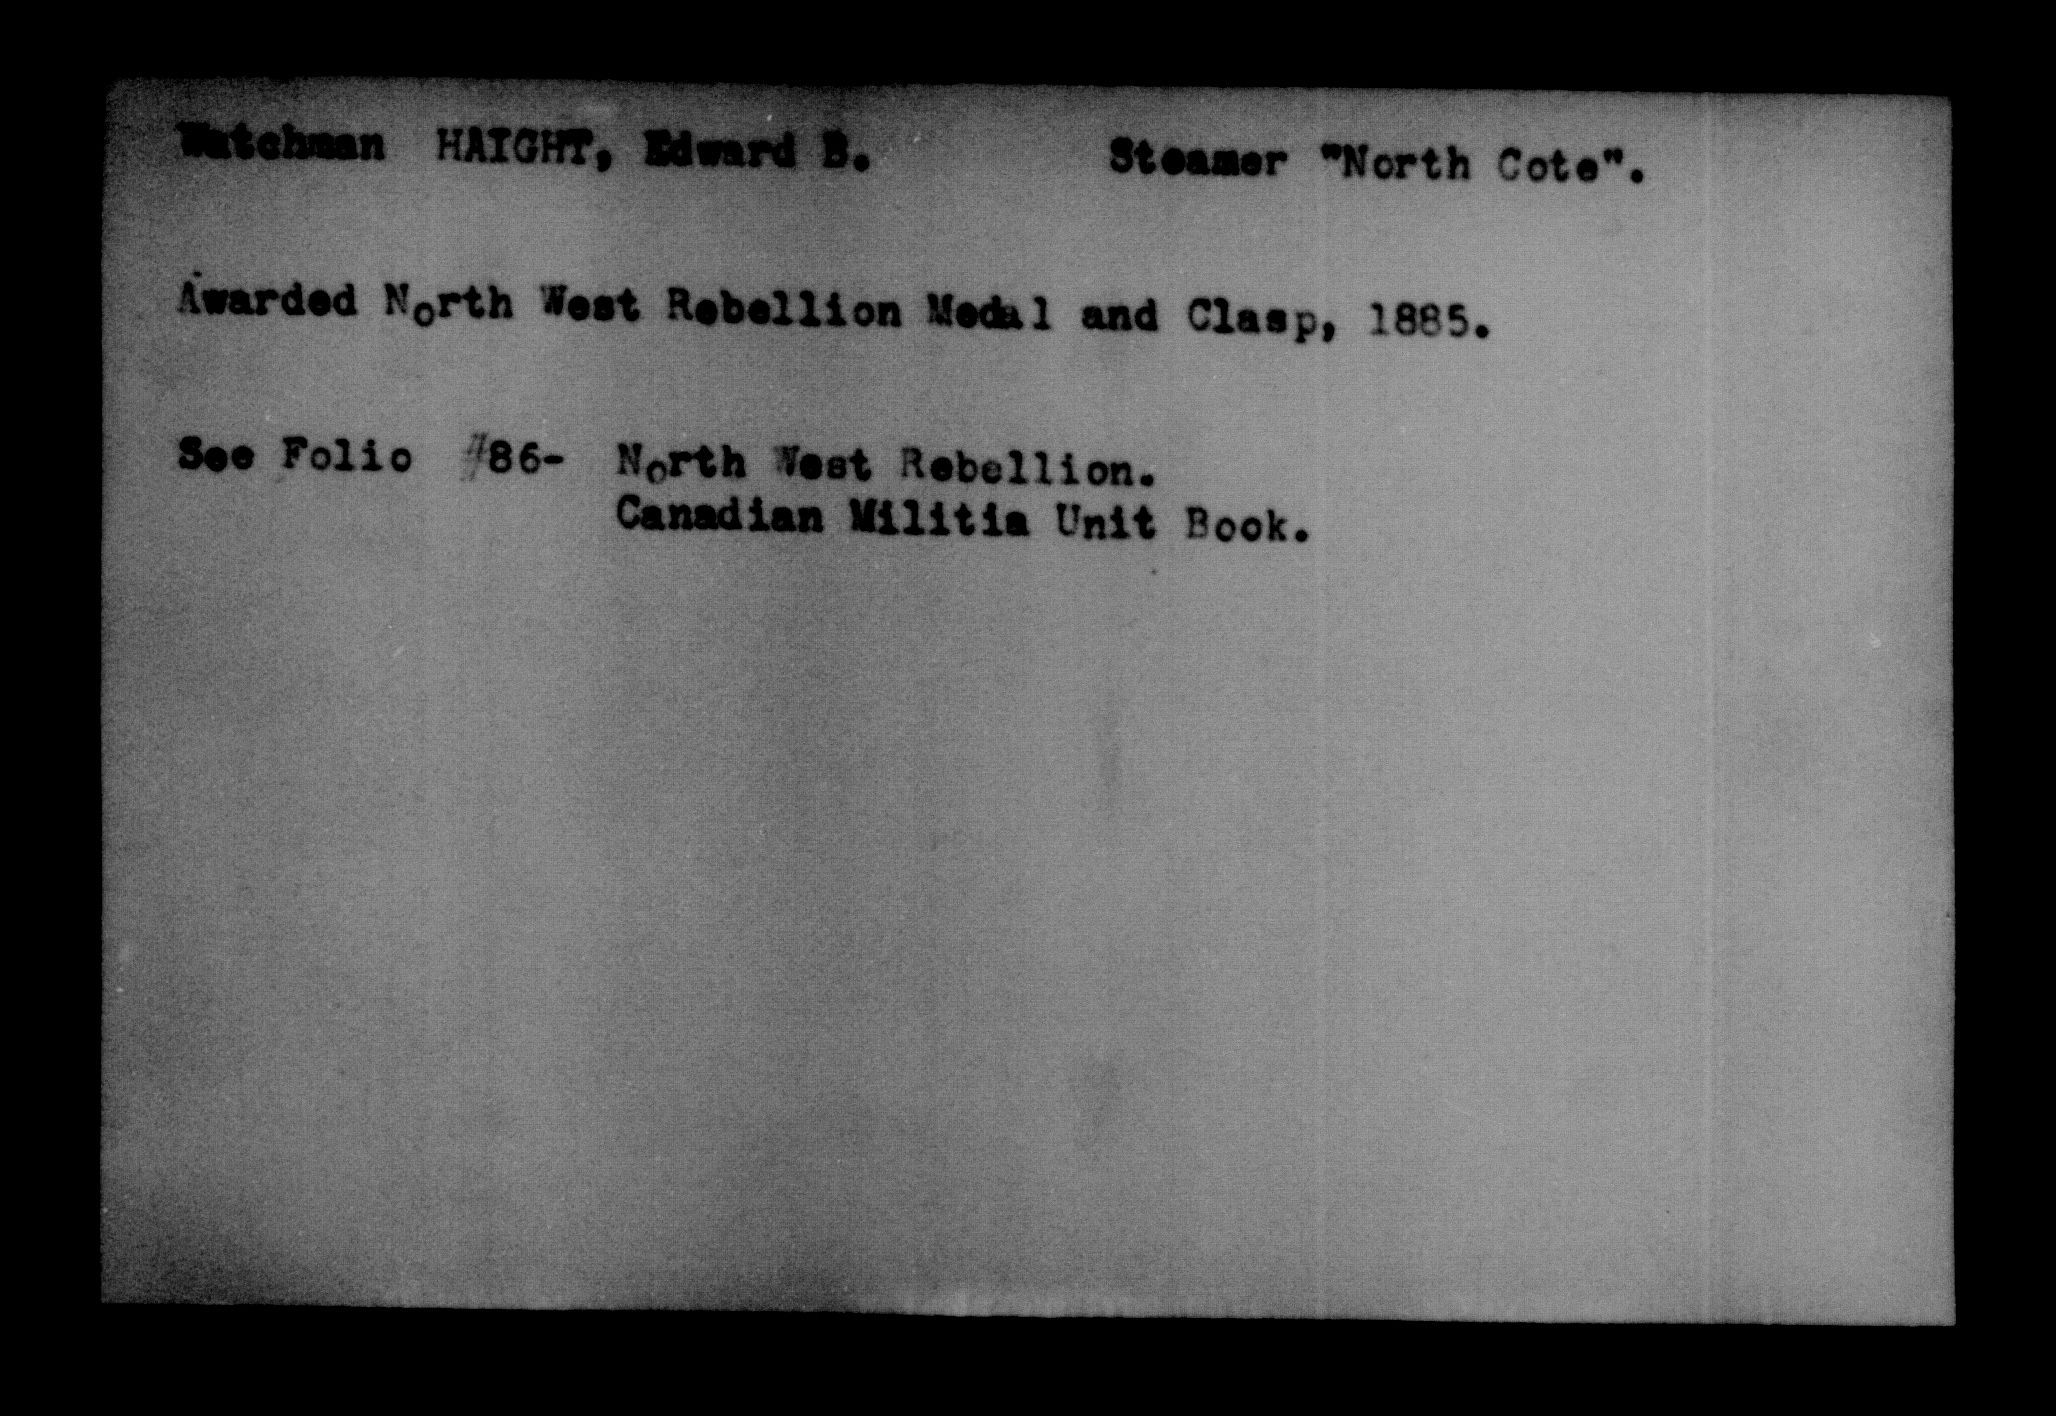 Watchman HAIGHT, Edward B. Steamer "North Cote".
Awarded North West Rebellion Medal and Clasp, 1885.
See Folio #86- North West Rebellion.
Canadian Militia Unit Book.